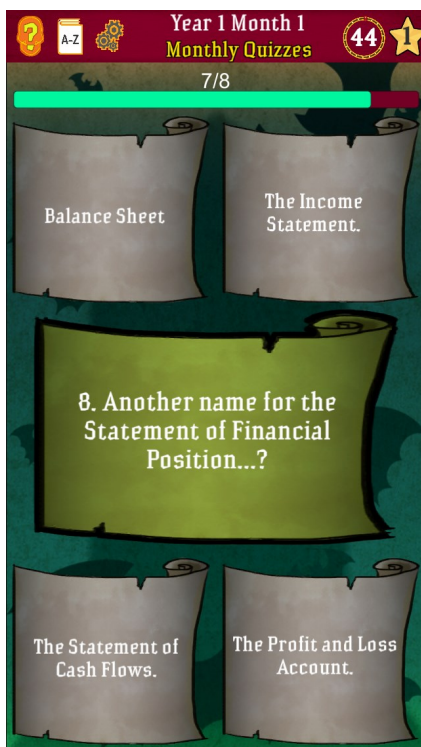 ?
A-Z
Year 1 Month 1
Monthly Quizzes
44
1
7/8
Balance Sheet
The Income
Statement.
8. Another name for the
Statement of Financial
Position...?
The Statement of
Cash Flows.
The Profit and Loss
Account.